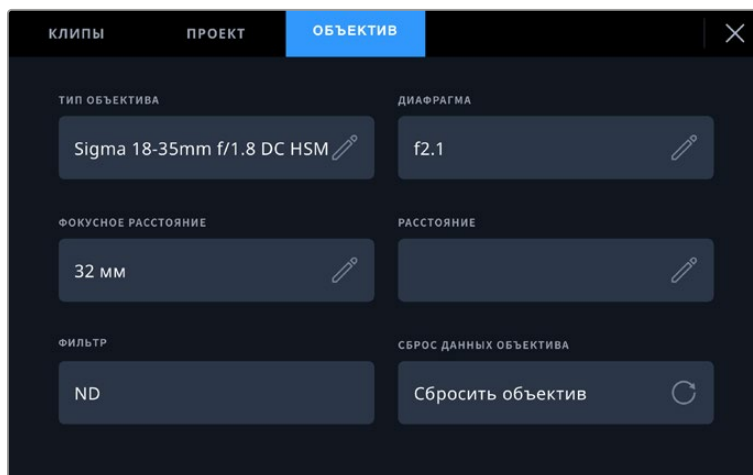 КЛИПЫ ПРОЕКТ ОБЪЕКТИВ
ТИП ОБЪЕКТИВА ДИАФРАГМА
Sigma 18-35mm f/1.8 DC HSM f2.1
ФОКУСНОЕ РАССТОЯНИЕ РАССТОЯНИЕ
32 мм
ФИЛЬТР СБРОС ДАННЫХ ОБЪЕКТИВА
ND Сбросить объектив